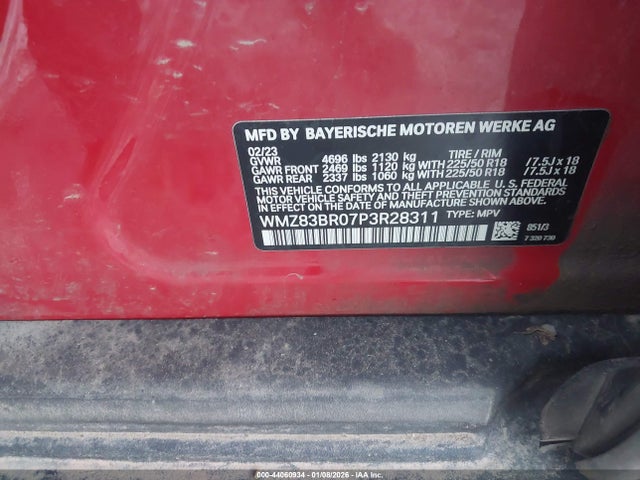 MFD BY BAYERISCHE MOTOREN WERKE AG
02/23 TIRE / RIM
GVWR 4696 lbs 2130 kg
GAWR FRONT 2469 lbs 1120 kg WITH 225/50 R18 /7.5J x 18
GAWR REAR 2337 lbs 1060 kg WITH 225/50 R18 /7.5J x 18
THIS VEHICLE CONFORMS TO ALL APPLICABLE U.S. FEDERAL
MOTOR VEHICLE SAFETY AND THEFT PREVENTION
STANDARDS IN EFFECT ON THE DATE OF MANUFACTURE SHOWN ABOVE.
WMZ83BR07P3R28311 TYPE: MPV
851/3
7 320 730
000-44060934 - 01/08/2026 - IAA Inc.